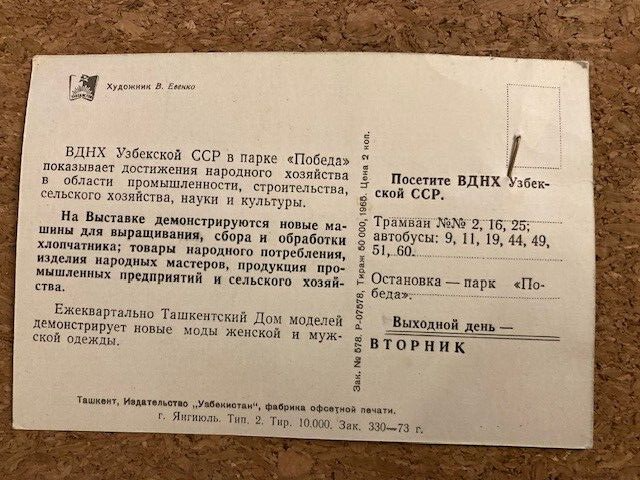 Художник В. Евенко
ВДНХ Узбекской ССР в парке «Победа»
показывает достижения народного хозяйства
в области промышленности, строительства,
сельского хозяйства, науки и культуры.
На Выставке демонстрируются новые ма-
шины для выращивания, сбора и обработки
хлопчатника; товары народного потребления,
изделия народных мастеров, продукция про-
мышленных предприятий и сельского хозяй-
ства.
Ежеквартально Ташкентский Дом моделей
демонстрирует новые моды женской и муж-
ской одежды.
Зак. № 578. Р-07578, Тираж 50 000, 1966. Цена 2 коп.
Посетите ВДНХ Узбек-
ской ССР.
Трамваи №№ 2, 16, 25;
автобусы: 9, 11, 19, 44, 49,
51, 60.
Остановка — парк «По-
беда».
Выходной день —
ВТОРНИК
Ташкент, Издательство „Узбекистан“, фабрика офсетной печати.
г. Янгиюль. Тип. 2. Тир. 10.000. Зак. 330—73 г.